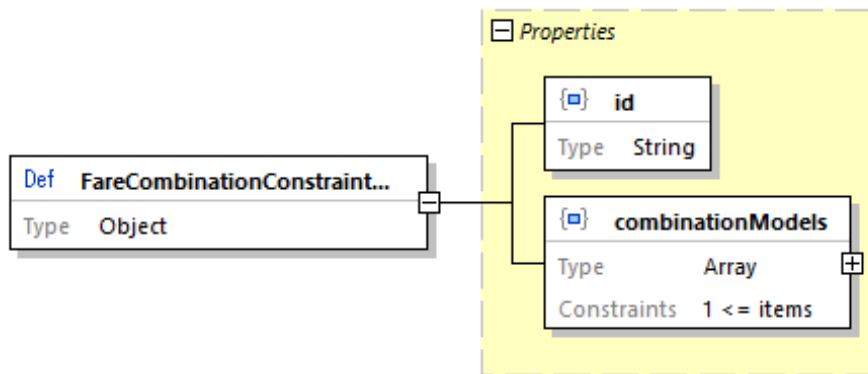 Properties
id
Type String
Def FareCombinationConstraint...
Type Object
combinationModels
Type Array
Constraints 1 <= items